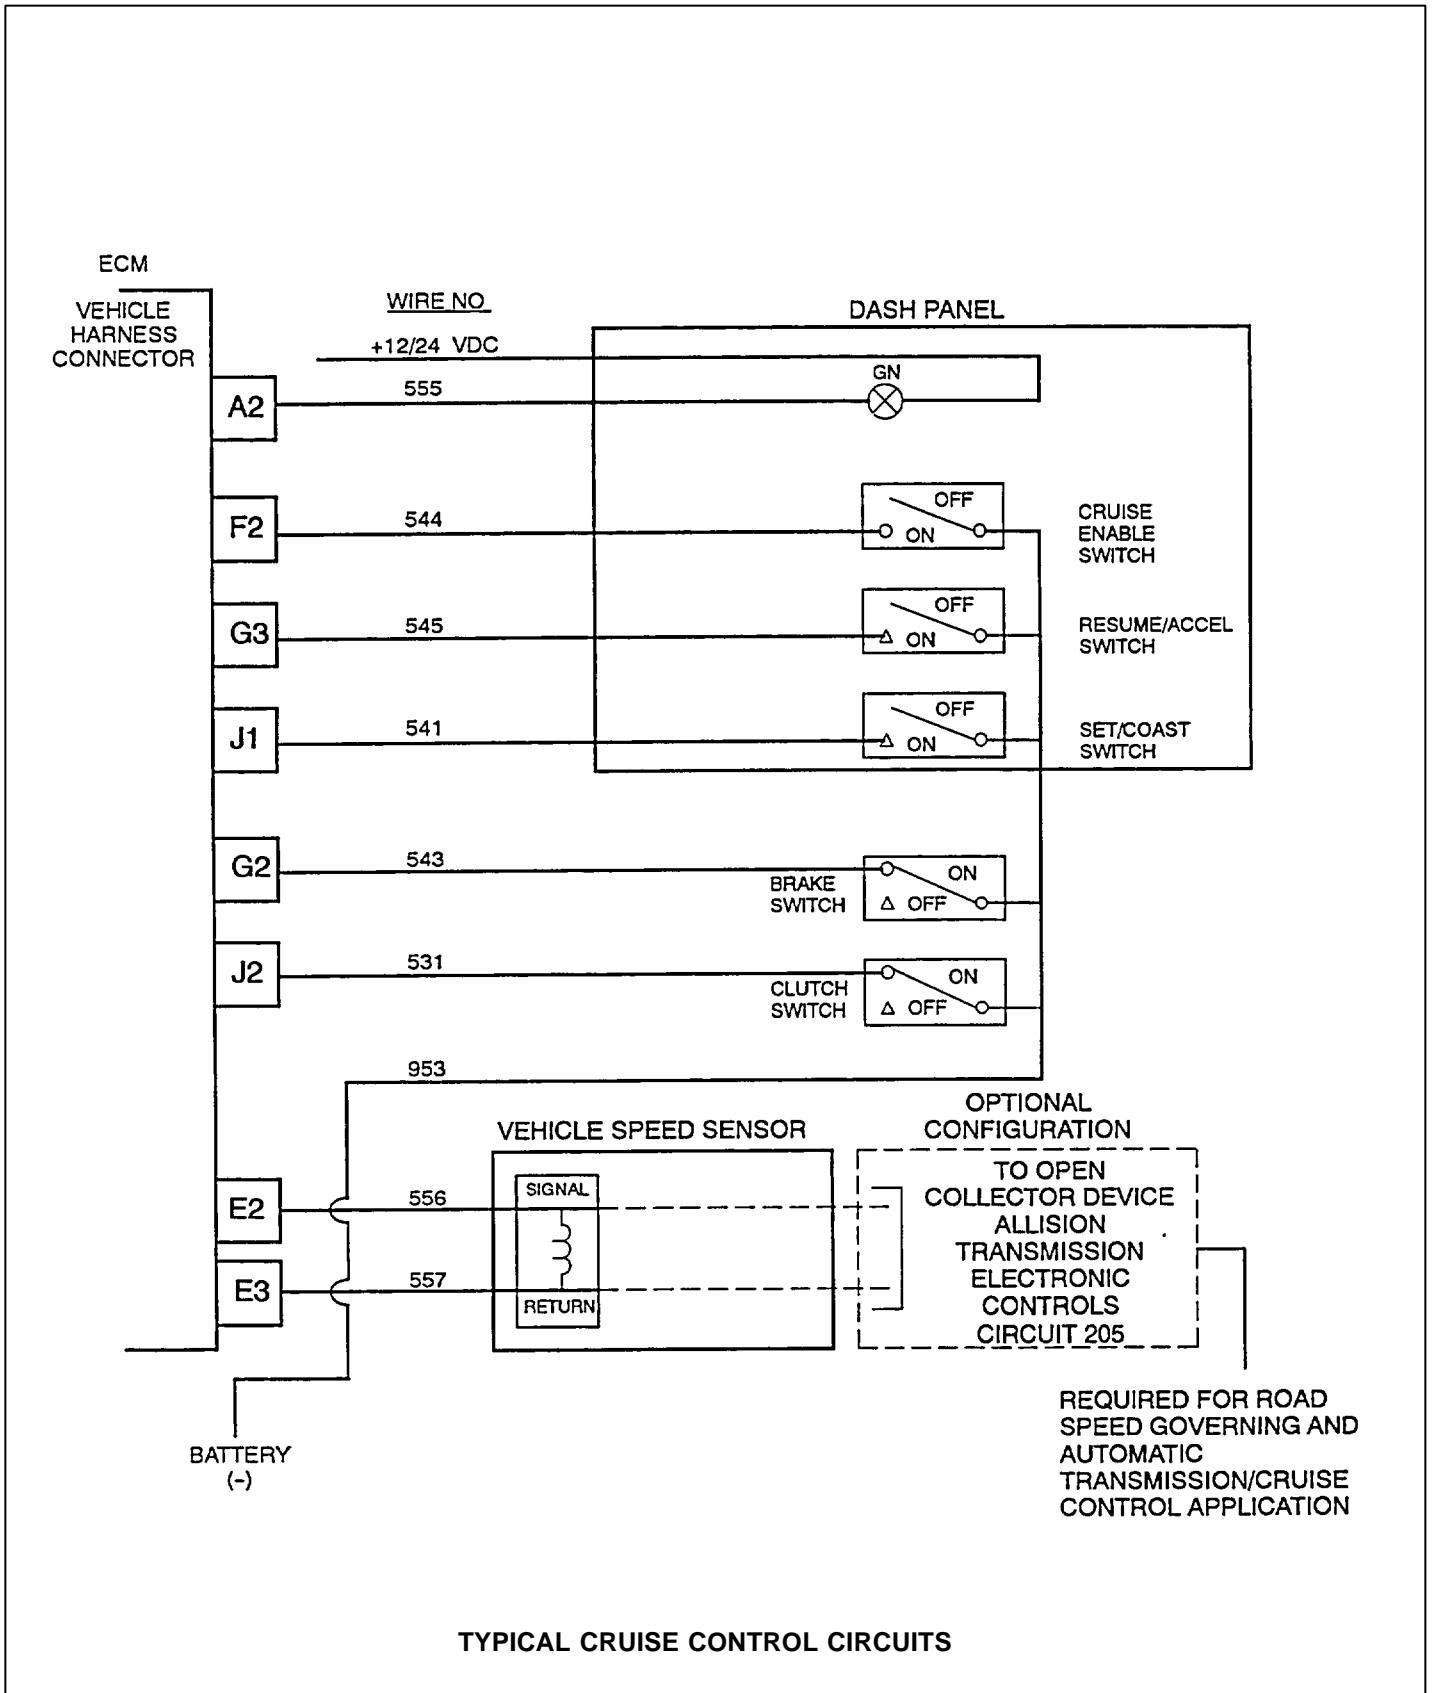 ECM
VEHICLE
HARNESS
CONNECTOR
WIRE NO
+12/24 VDC
DASH PANEL
GN
A2
555
F2
544
OFF
ON
CRUISE
ENABLE
SWITCH
G3
545
OFF
ON
RESUME/ACCEL
SWITCH
J1
541
OFF
ON
SET/COAST
SWITCH
G2
543
BRAKE
SWITCH
ON
OFF
J2
531
CLUTCH
SWITCH
ON
OFF
953
VEHICLE SPEED SENSOR
OPTIONAL
CONFIGURATION
E2
556
SIGNAL
E3
557
RETURN
TO OPEN
COLLECTOR DEVICE
ALLISION
TRANSMISSION
ELECTRONIC
CONTROLS
CIRCUIT 205
BATTERY
(-)
REQUIRED FOR ROAD
SPEED GOVERNING AND
AUTOMATIC
TRANSMISSION/CRUISE
CONTROL APPLICATION
TYPICAL CRUISE CONTROL CIRCUITS